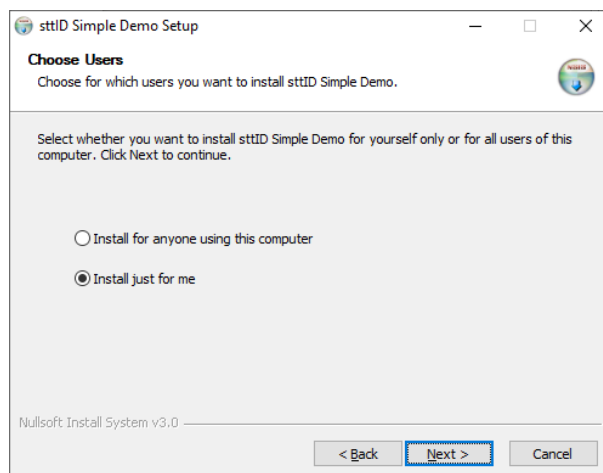 sttID Simple Demo Setup
Choose Users
Choose for which users you want to install sttID Simple Demo.
Select whether you want to install sttID Simple Demo for yourself only or for all users of this
computer. Click Next to continue.
Install for anyone using this computer
Install just for me
Nullsoft Install System v3.0
< Back Next > Cancel